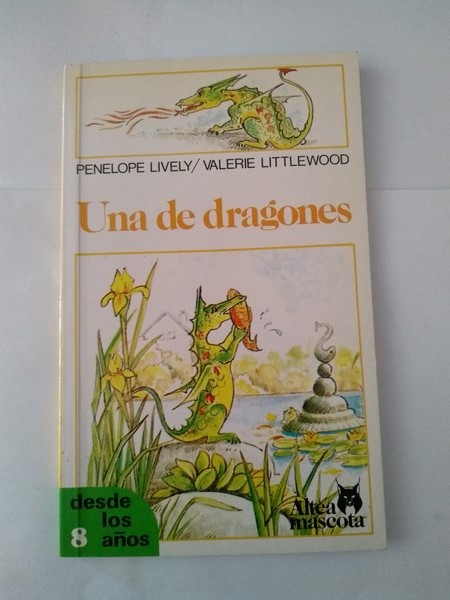 PENELOPE LIVELY/VALERIE LITTLEWOOD
Una de dragones
desde
los
8 años
Altea
mascota